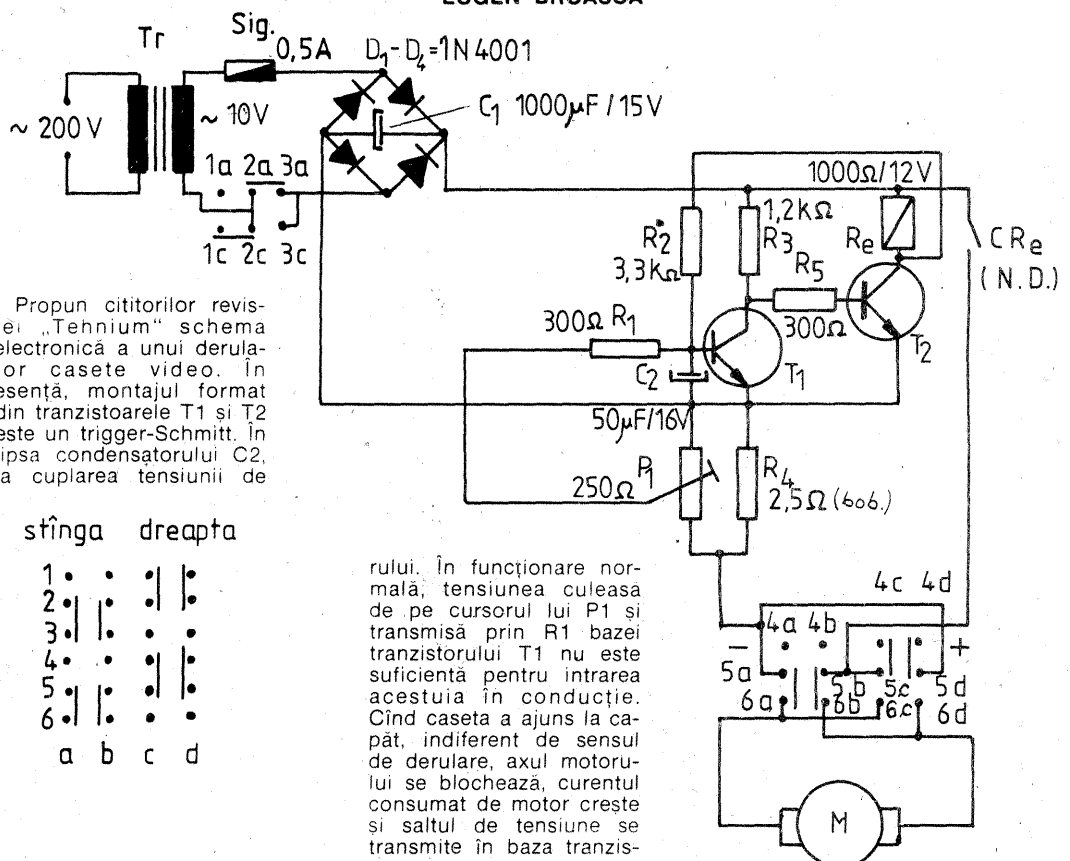 Tr
Sig.
0,5A
D1-D4=1N4001
C1 1000µF/15V
~ 200V
~ 10V
1a 2a 3a
1c 2c 3c
1000Ω/12V
R2*
3,3kΩ
1,2kΩ
R3
Re
CRe
(N.D.)
R5
300Ω
T2
300Ω R1
C2
T1
50µF/16V
P1
250Ω
R4
2,5Ω (bob.)
Propun cititorilor revis-
ei „Tehnium“ schema
electronică a unui derula-
or casete video. În
esență, montajul format
din tranzistoarele T1 și T2
este un trigger-Schmitt. În
ipsa condensatorului C2,
a cuplarea tensiunii de
stînga dreapta
1
2
3
4
5
6
a b c d
rului. În funcționare nor-
mală, tensiunea culeasă
de pe cursorul lui P1 și
transmisă prin R1 bazei
tranzistorului T1 nu este
suficientă pentru intrarea
acestuia în conducție.
Cînd caseta a ajuns la ca-
păt, indiferent de sensul
de derulare, axul motoru-
lui se blochează, curentul
consumat de motor crește
și saltul de tensiune se
transmite în baza tranzis-
4c 4d
4a 4b
- +
5a 5b 5c 5d
6a 6b 6c 6d
M